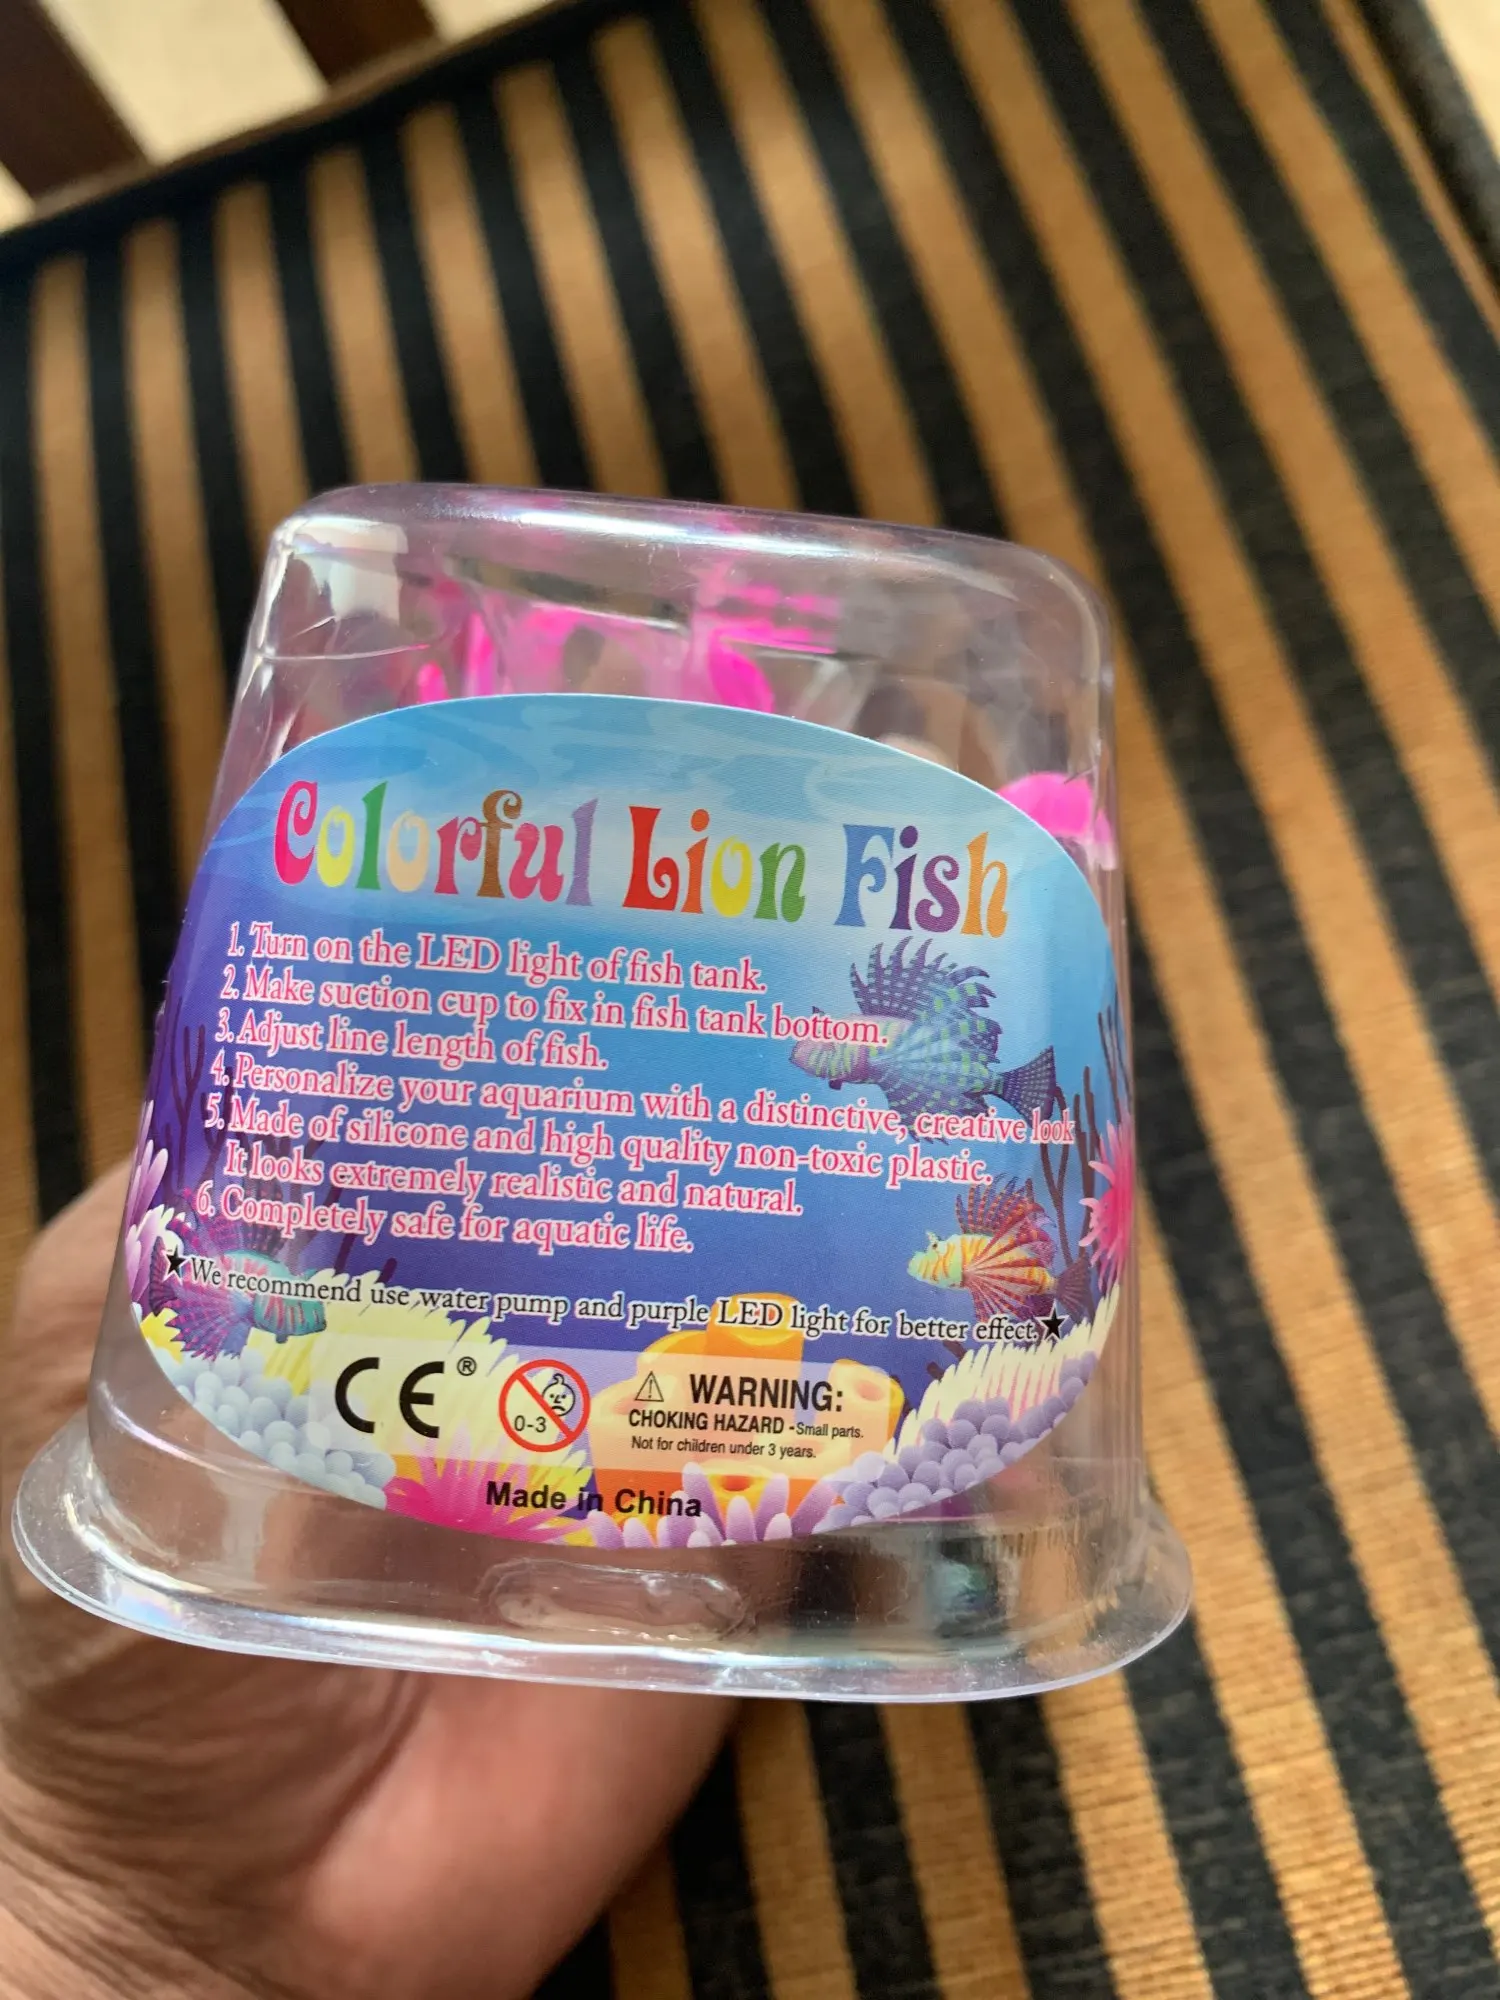 Colorful Lion Fish
1. Turn on the LED light of fish tank.
2. Make suction cup to fix in fish tank bottom.
3. Adjust line length of fish.
4. Personalize your aquarium with a distinctive, creative look
5. Made of silicone and high quality non-toxic plastic.
It looks extremely realistic and natural.
6. Completely safe for aquatic life.
★We recommend use water pump and purple LED light for better effect.★
CE®
0-3
⚠ WARNING:
CHOKING HAZARD -Small parts.
Not for children under 3 years.
Made in China